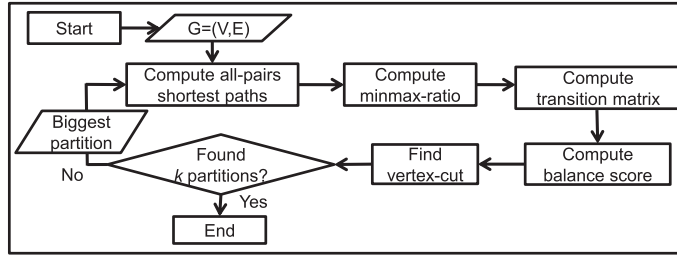 Start
G=(V,E)
Compute all-pairs
shortest paths
Compute
minmax-ratio
Compute
transition matrix
Biggest
partition
Found
k partitions?
Find
vertex-cut
Compute
balance score
No
Yes
End